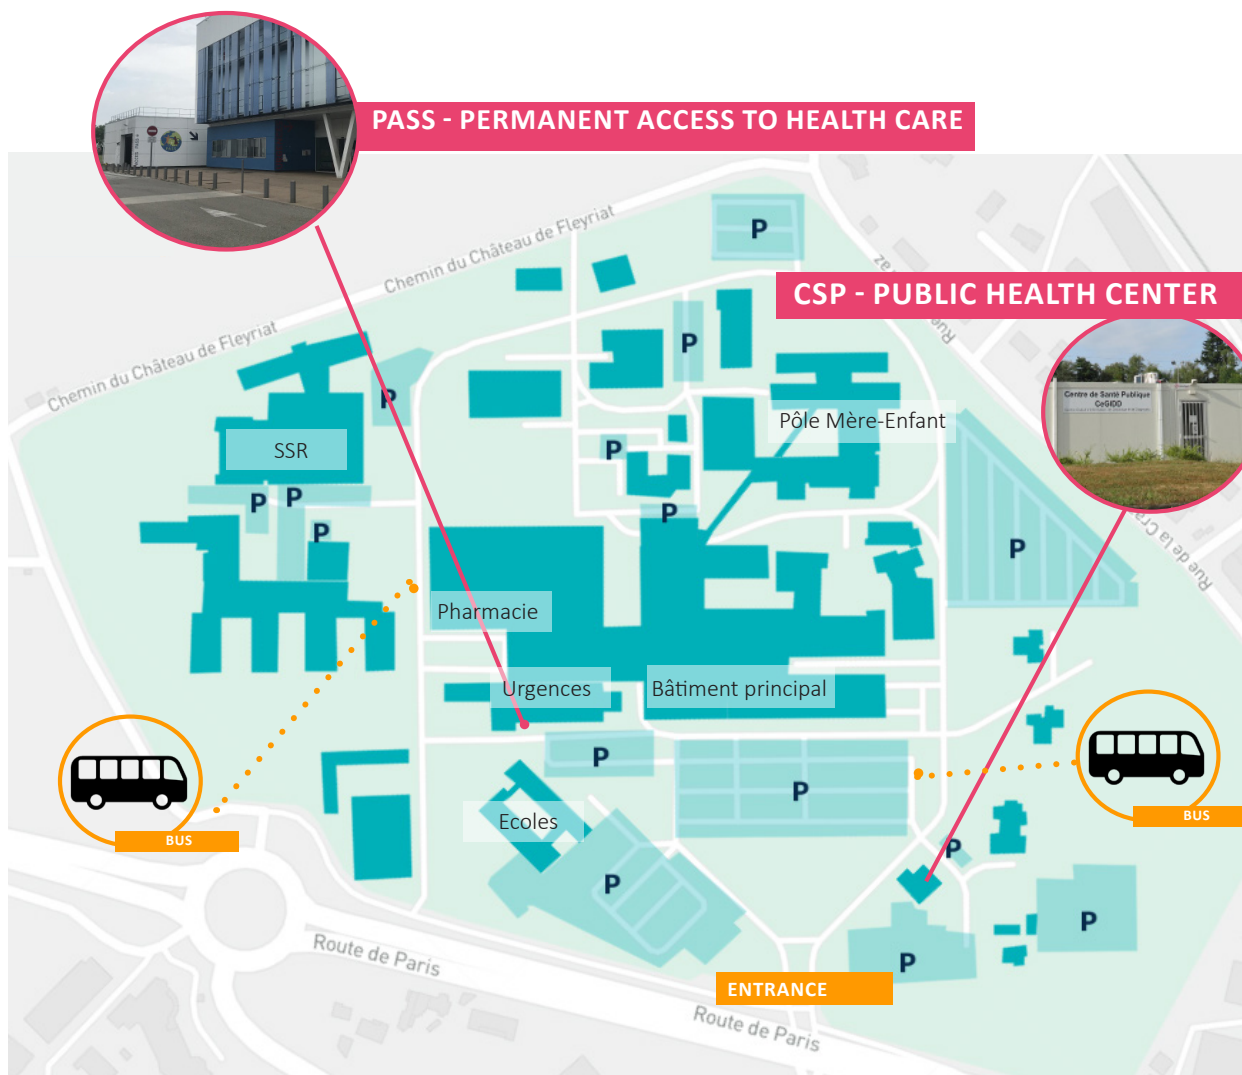 PASS - PERMANENT ACCESS TO HEALTH CARE
P
Chemin du Château de Fleyriat
CSP - PUBLIC HEALTH CENTER
Chemin du Château de Fleyriat
P
P
Centre de Santé Publique
CeGIDD
Pôle Mère-Enfant
SSR
P
P
P
P
P
P
Rue de la Cra
Pharmacie
Urgences
Bâtiment principal
P
P
BUS
BUS
Ecoles
P
P
P
P
Route de Paris
ENTRANCE
Route de Paris